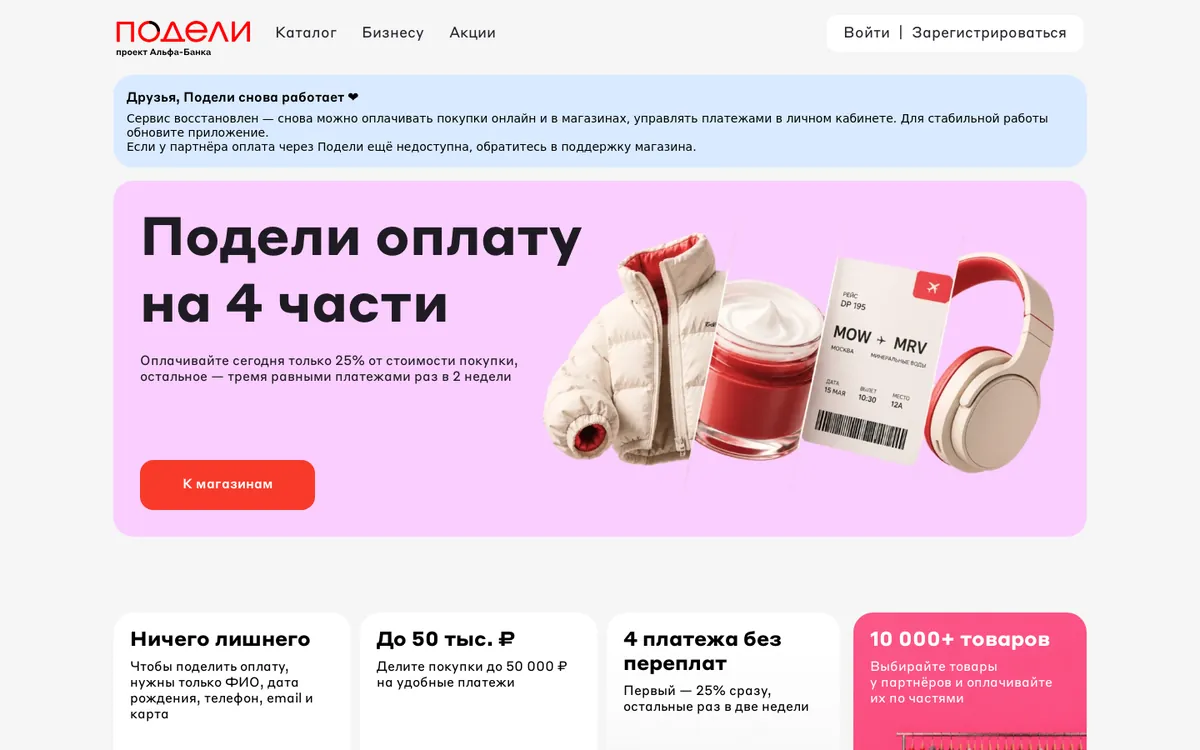 подели
проект Альфа-Банка
Каталог
Бизнесу
Акции
Войти | Зарегистрироваться
Друзья, Подели снова работает ❤
Сервис восстановлен — снова можно оплачивать покупки онлайн и в магазинах, управлять платежами в личном кабинете. Для стабильной работы
обновите приложение.
Если у партнёра оплата через Подели ещё недоступна, обратитесь в поддержку магазина.
Подели оплату
на 4 части
Оплачивайте сегодня только 25% от стоимости покупки,
остальное — тремя равными платежами раз в 2 недели
К магазинам
РЕЙС
DP 195
MOW ✈ MRV
МОСКВА МИНЕРАЛЬНЫЕ ВОДЫ
ДАТА ВЫЛЕТ МЕСТО
15 МАЯ 10:30 12A
Ничего лишнего
Чтобы поделить оплату,
нужны только ФИО, дата
рождения, телефон, email и
карта
До 50 тыс. ₽
Делите покупки до 50 000 ₽
на удобные платежи
4 платежа без
переплат
Первый — 25% сразу,
остальные раз в две недели
10 000+ товаров
Выбирайте товары
у партнёров и оплачивайте
их по частями